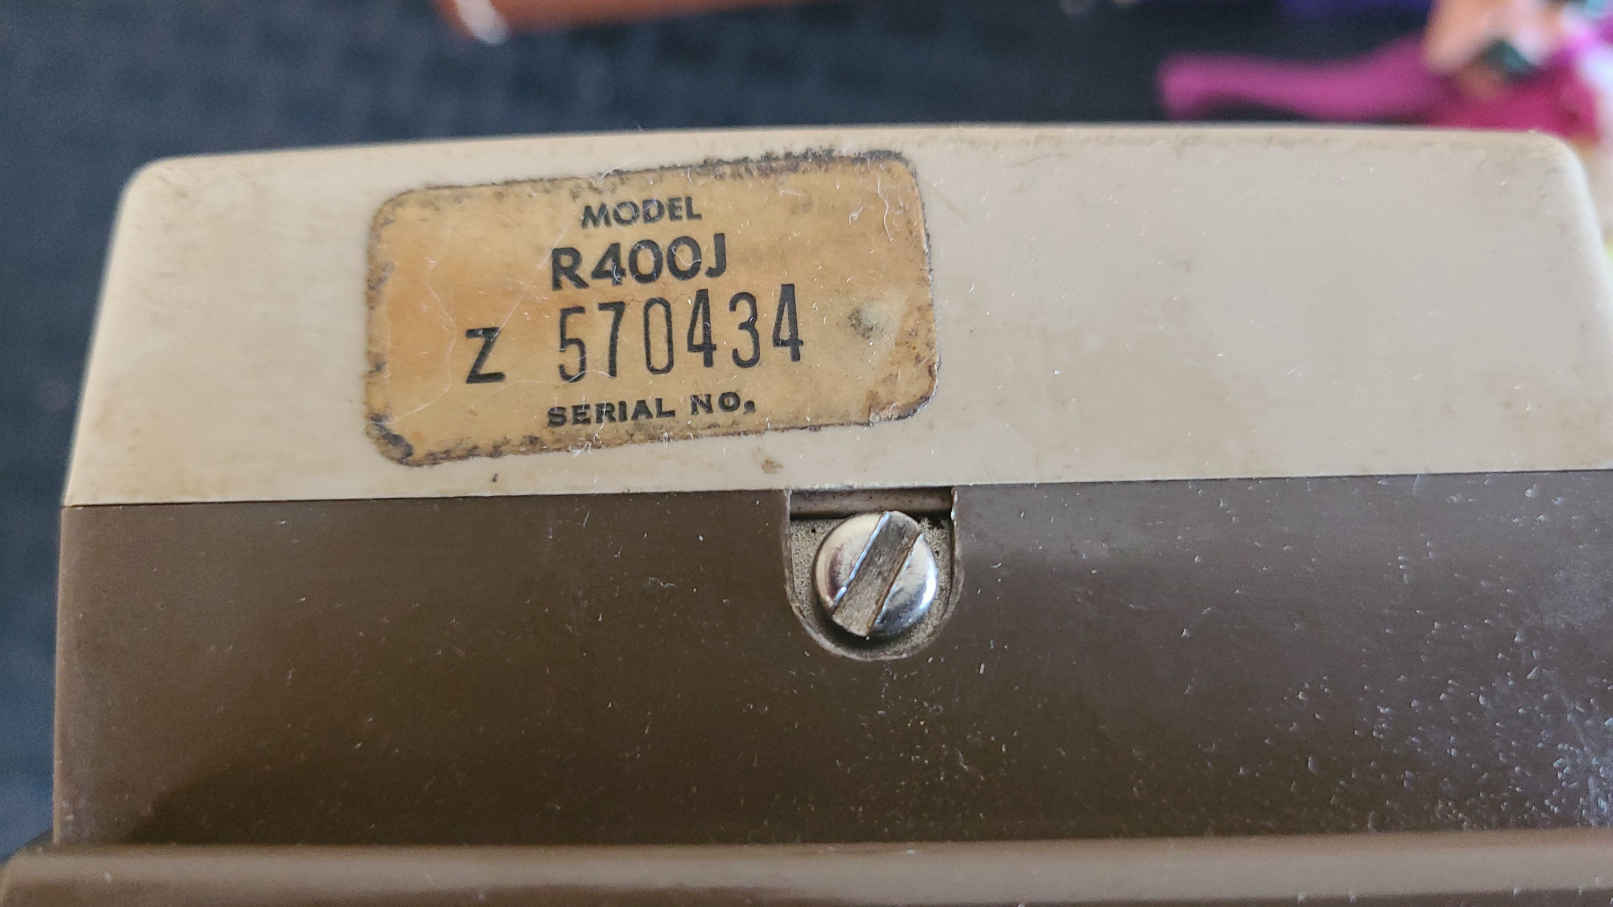 MODEL
R400J
Z 570434
SERIAL NO.